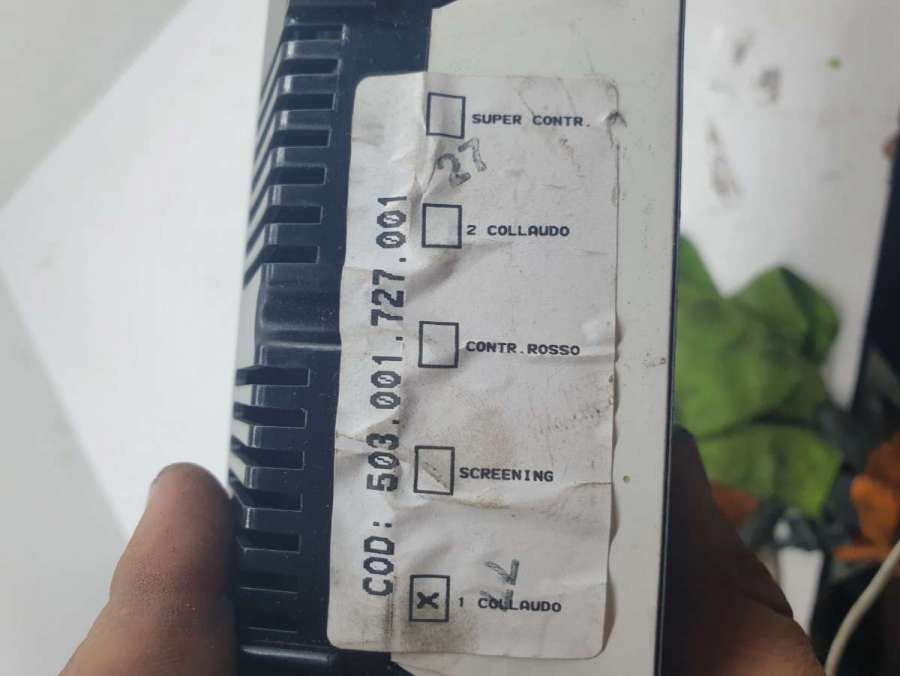 SUPER CONTR.
27
2 COLLAUDO
CONTR.ROSSO
SCREENING
X 1 COLLAUDO
COD: 503.001.727.001